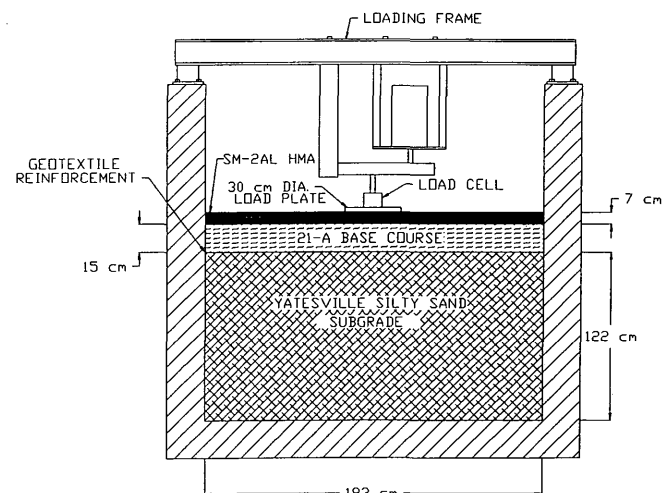 LOADING FRAME
SM-2AL HMA
GEOTEXTILE
REINFORCEMENT
30 cm DIA.
LOAD PLATE
LOAD CELL
7 cm
21-A BASE COURSE
15 cm
YATESVILLE SILTY SAND
SUBGRADE
122 cm
cm